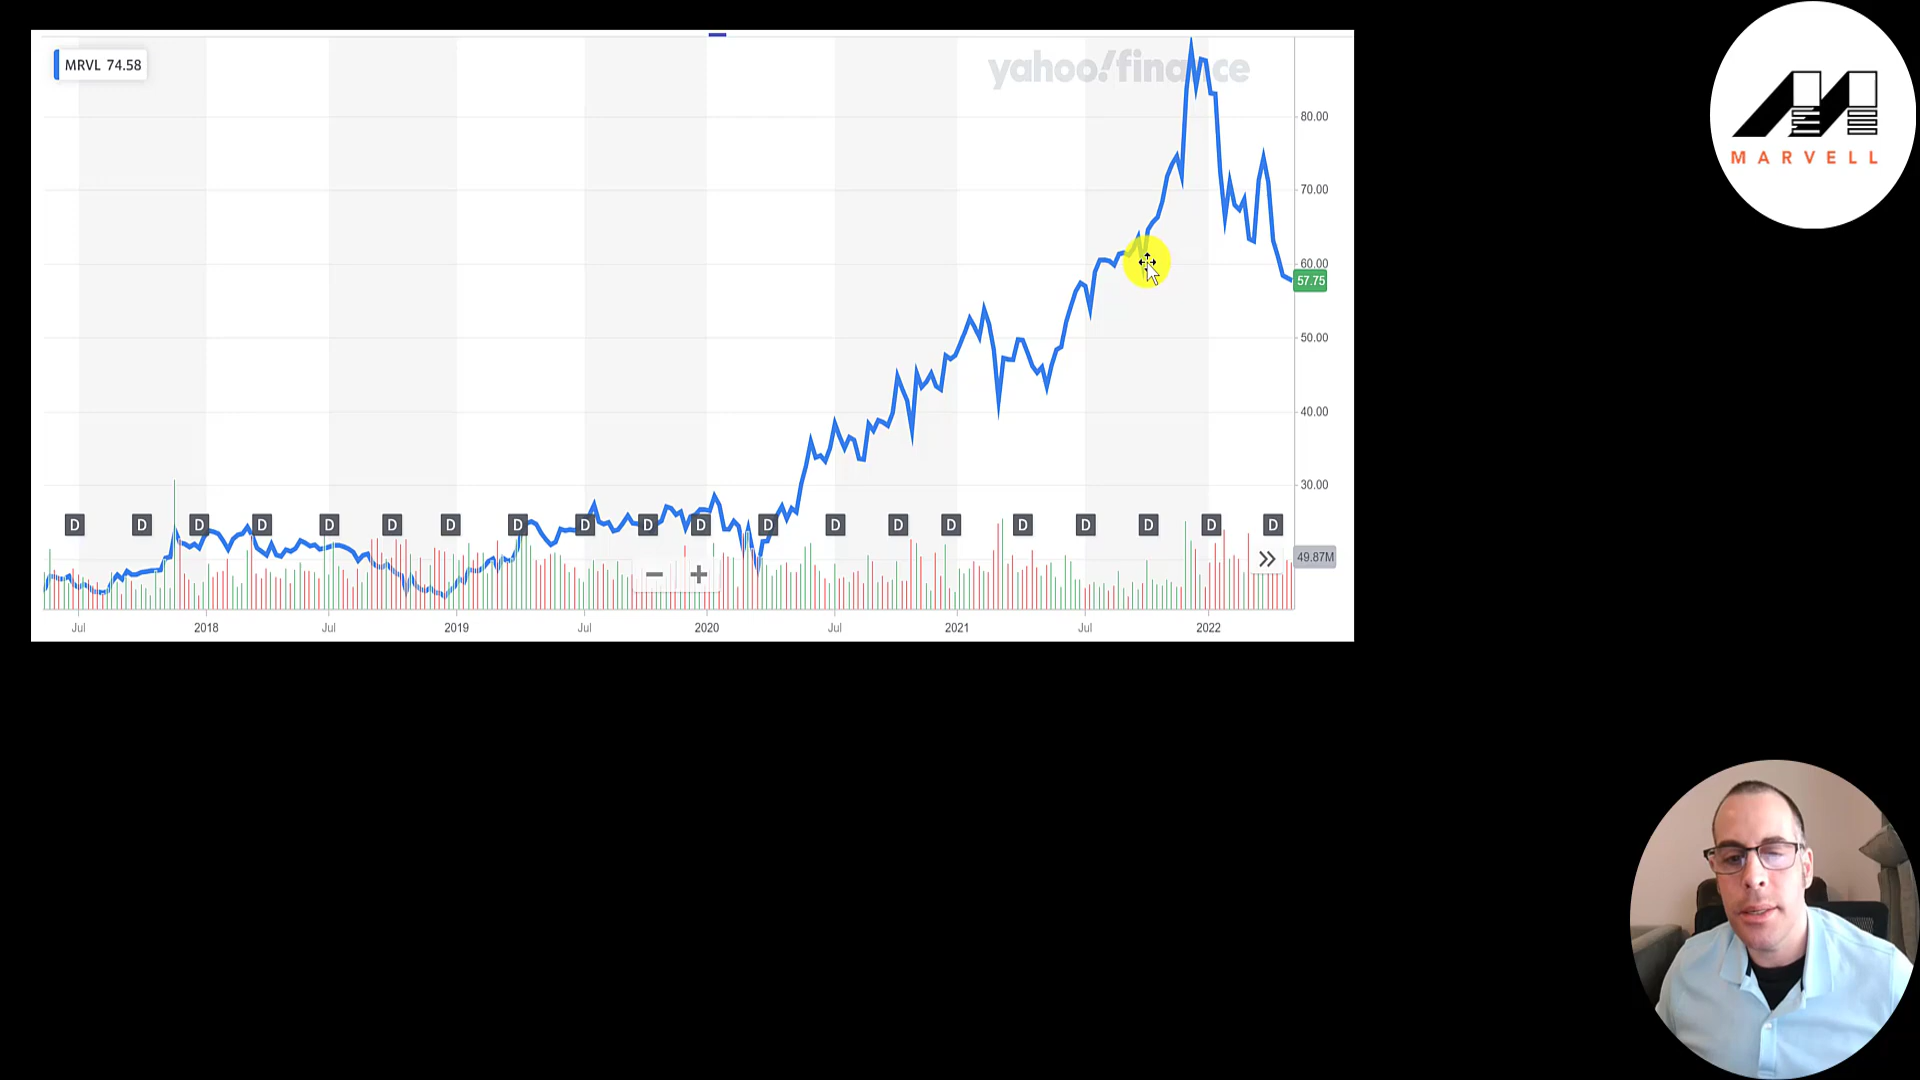 MRVL 74.58
yahoo!finance
80.00
70.00
60.00
57.75
50.00
40.00
30.00
D D D D D D D D D D D D D D D D D D D D
49.87M
Jul 2018 Jul 2019 Jul 2020 Jul 2021 Jul 2022
MARVELL